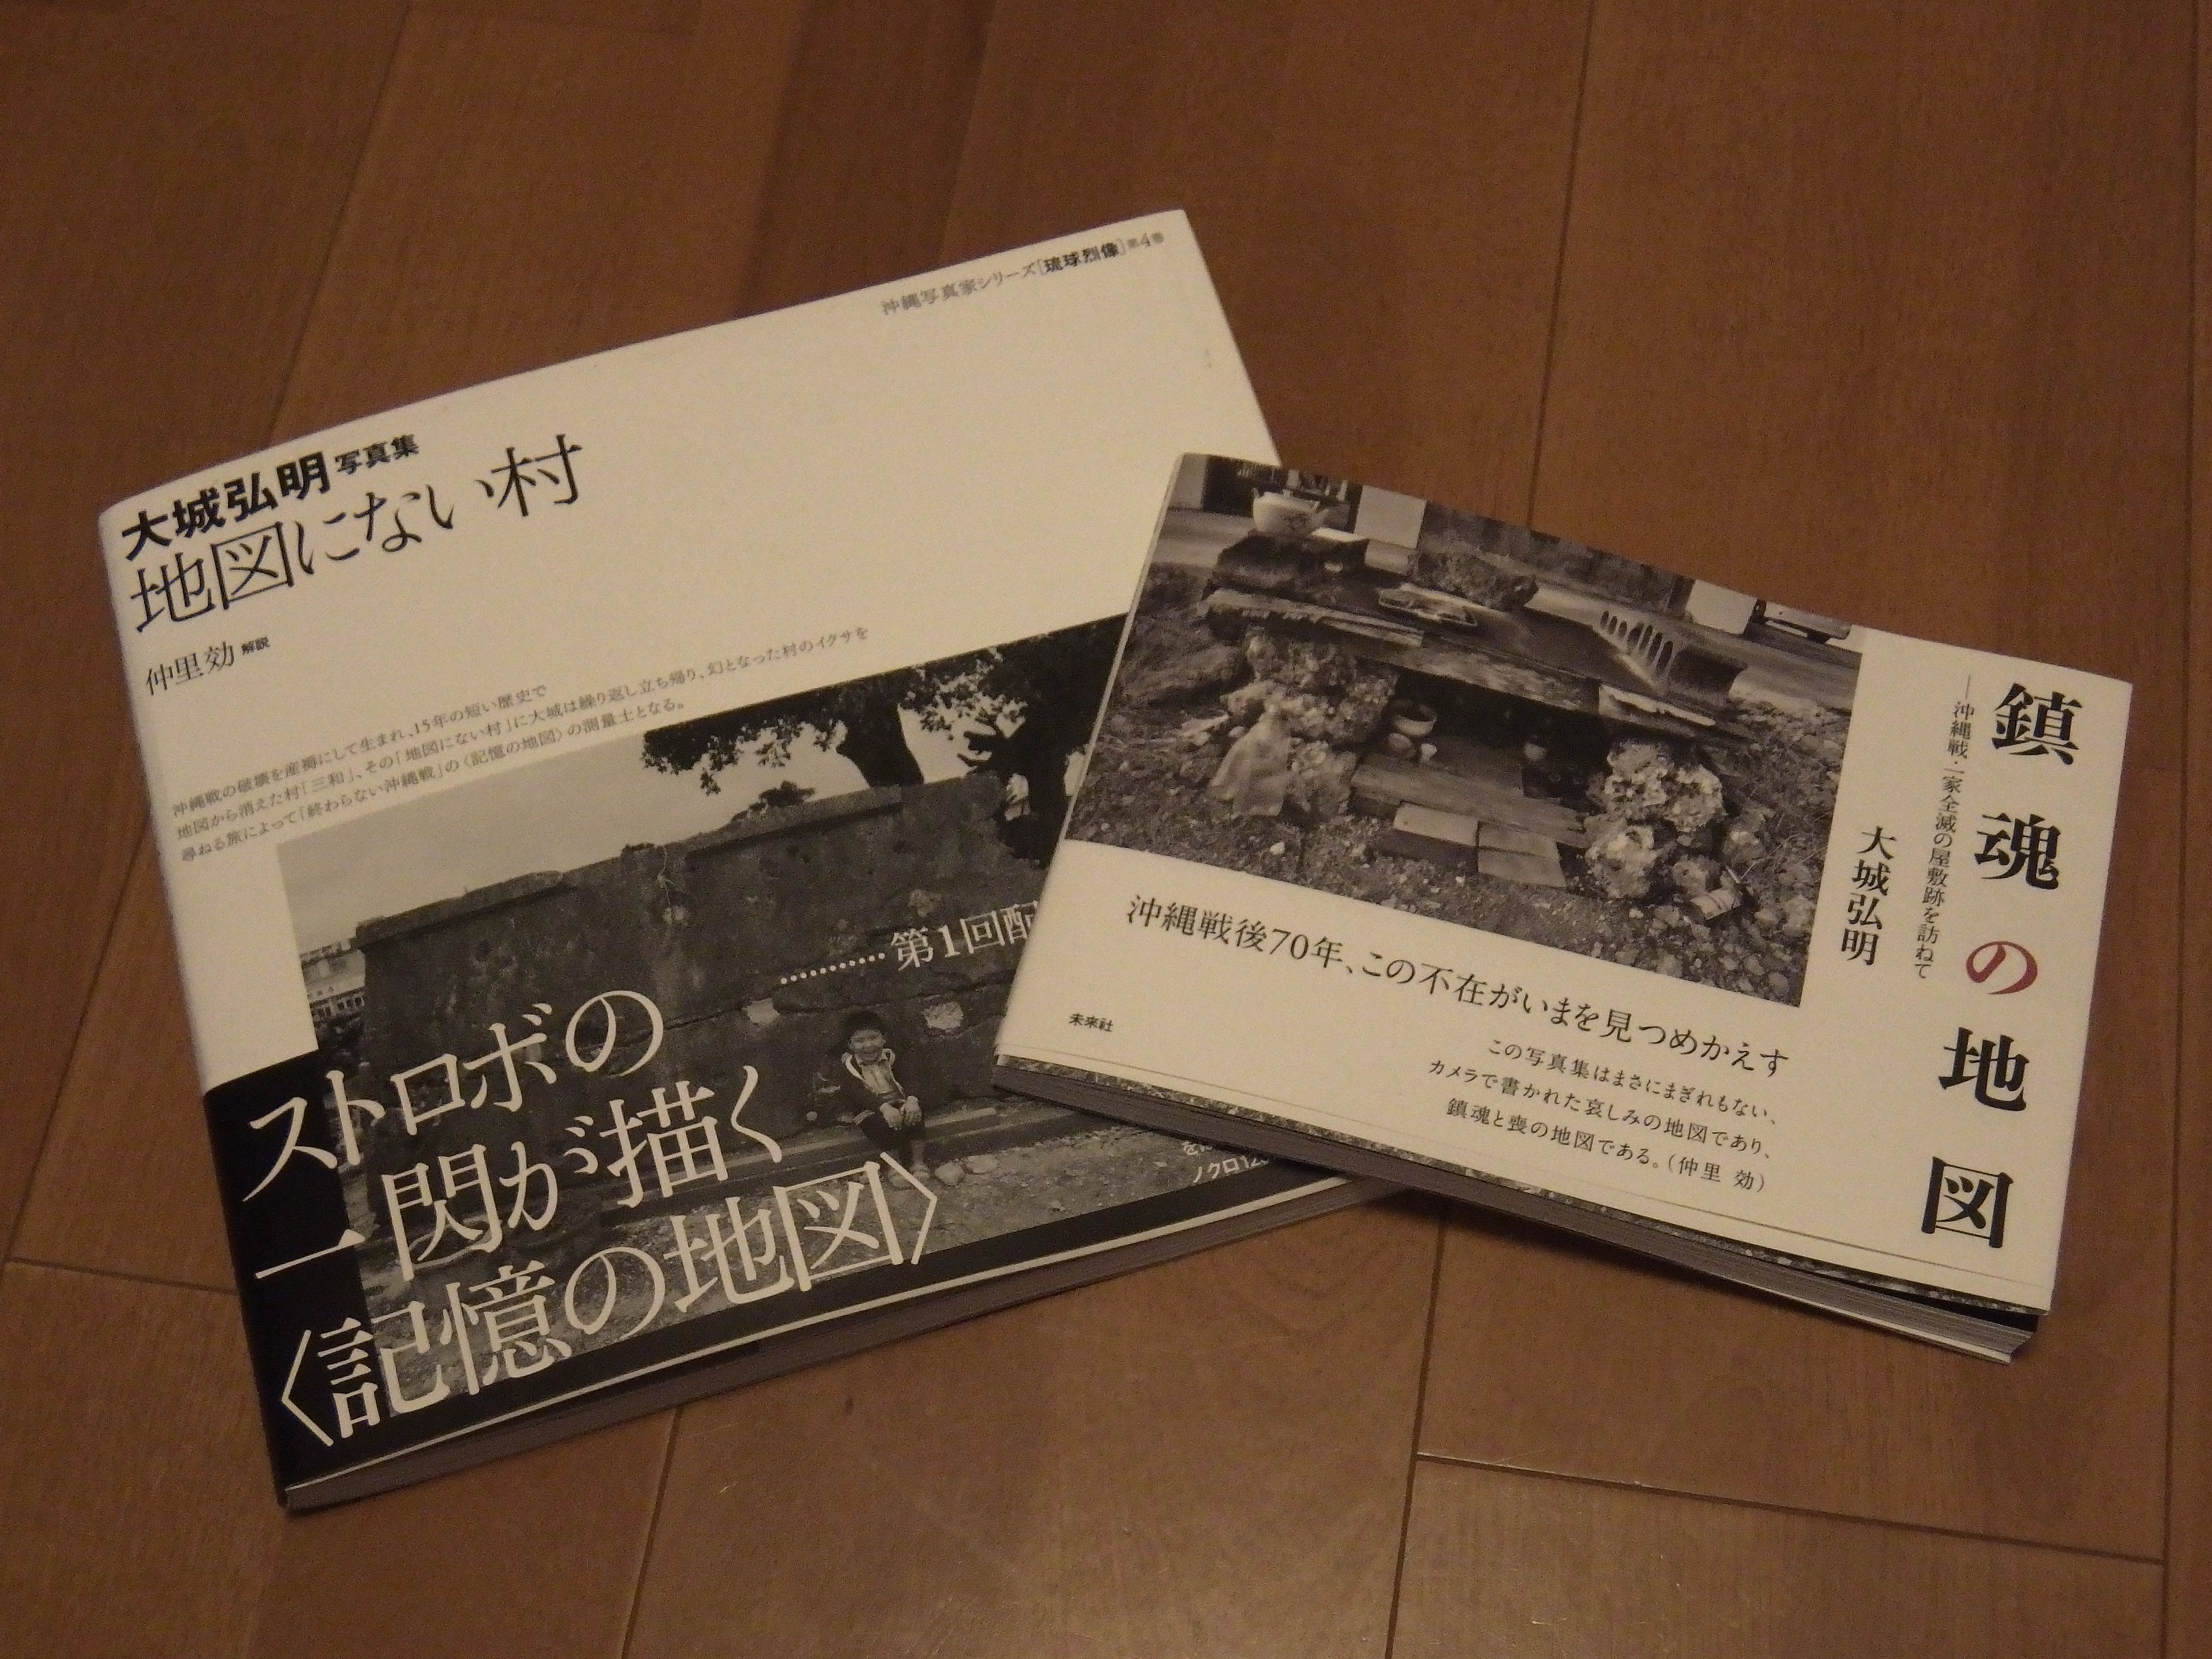 沖縄写真家シリーズ[琉球烈像]第4巻
大城弘明 写真集
地図にない村
仲里効 解説
沖縄戦の破壊を産褥にして生まれ、15年の短い歴史で
地図から消えた村「三和」、その「地図にない村」に大城は繰り返し立ち帰り、幻となった村のイクサを
尋ねる旅によって「終わらない沖縄戦」の〈記憶の地図〉の測量士となる。
…………第1回配
ストロボの
一閃が描く
〈記憶の地図〉
ノクロ12
鎮魂の地図
―沖縄戦・一家全滅の屋敷跡を訪ねて
大城弘明
沖縄戦後70年、この不在がいまを見つめかえす
この写真集はまさにまぎれもない、
カメラで書かれた哀しみの地図であり、
鎮魂と喪の地図である。(仲里 効)
未来社